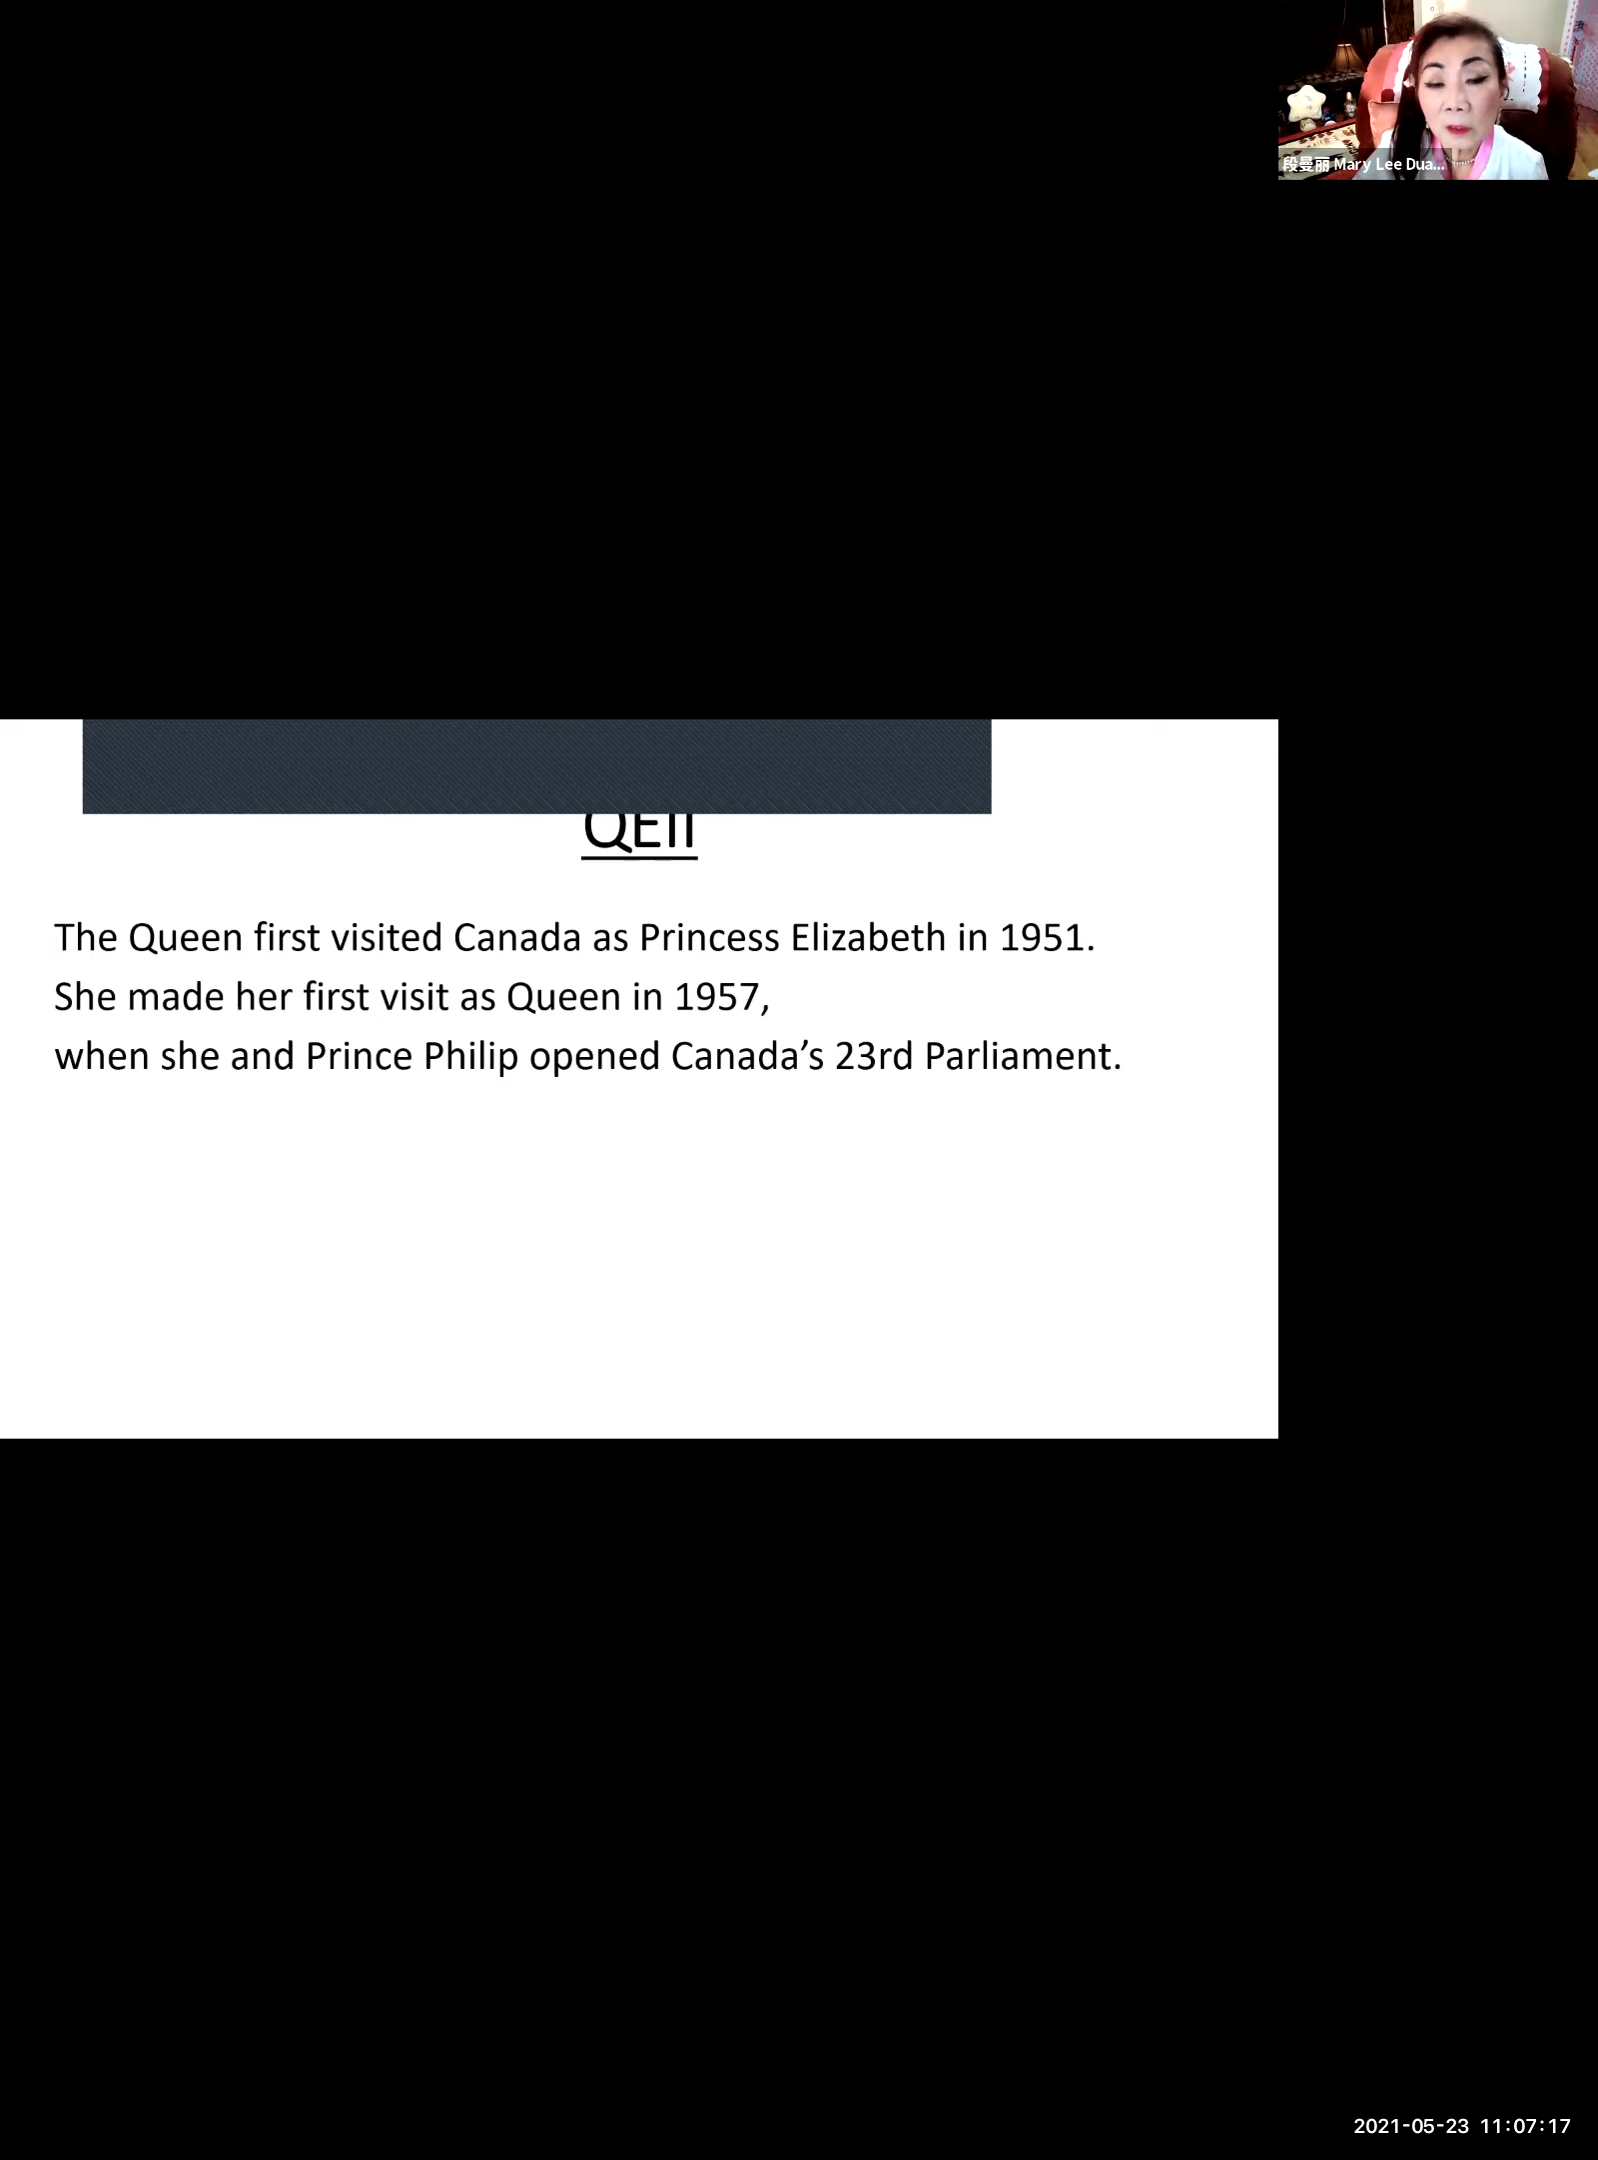 段曼丽 Mary Lee Dua...
QEII
The Queen first visited Canada as Princess Elizabeth in 1951.
She made her first visit as Queen in 1957,
when she and Prince Philip opened Canada’s 23rd Parliament.
2021-05-23 11:07:17